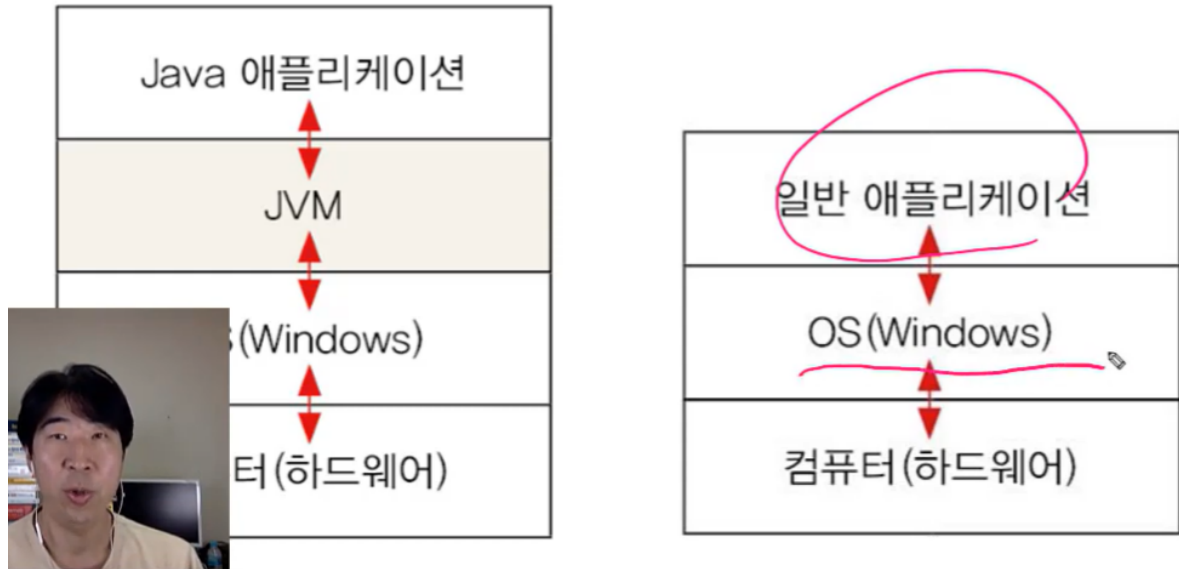 Java 애플리케이션
JVM
(Windows)
터(하드웨어)
일반 애플리케이션
OS(Windows)
컴퓨터(하드웨어)